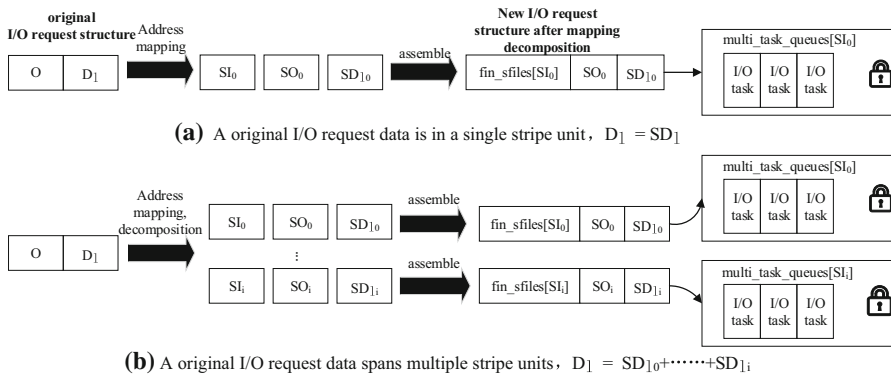 original
I/O request structure
Address
mapping
New I/O request
structure after mapping
decomposition
assemble
O D1
SI0 SO0 SD10
fin_sfiles[SI0] SO0 SD10
multi_task_queues[SI0]
I/O task I/O task I/O task
(a) A original I/O request data is in a single stripe unit, D1 = SD1
Address
mapping,
decomposition
assemble
O D1
SI0 SO0 SD10
fin_sfiles[SI0] SO0 SD10
multi_task_queues[SI0]
I/O task I/O task I/O task
⋮
assemble
SIi SOi SD1i
fin_sfiles[SIi] SOi SD1i
multi_task_queues[SIi]
I/O task I/O task I/O task
(b) A original I/O request data spans multiple stripe units, D1 = SD10+……+SD1i